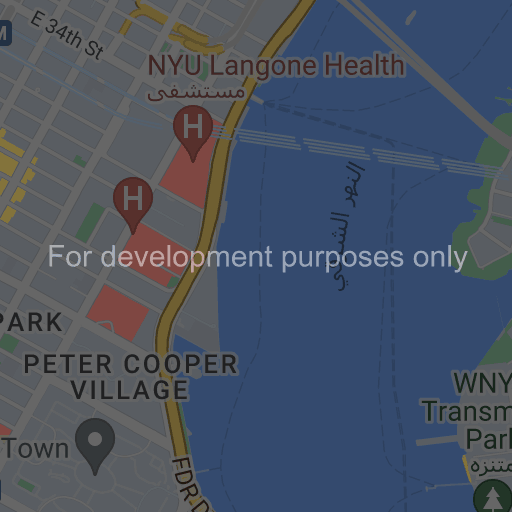 M
E 34th St
NYU Langone Health
مستشفى
H
H
النهر الشرقي
For development purposes only
PARK
PETER COOPER
VILLAGE
WNY
Transm
Park
متنزه
Town
FDR D